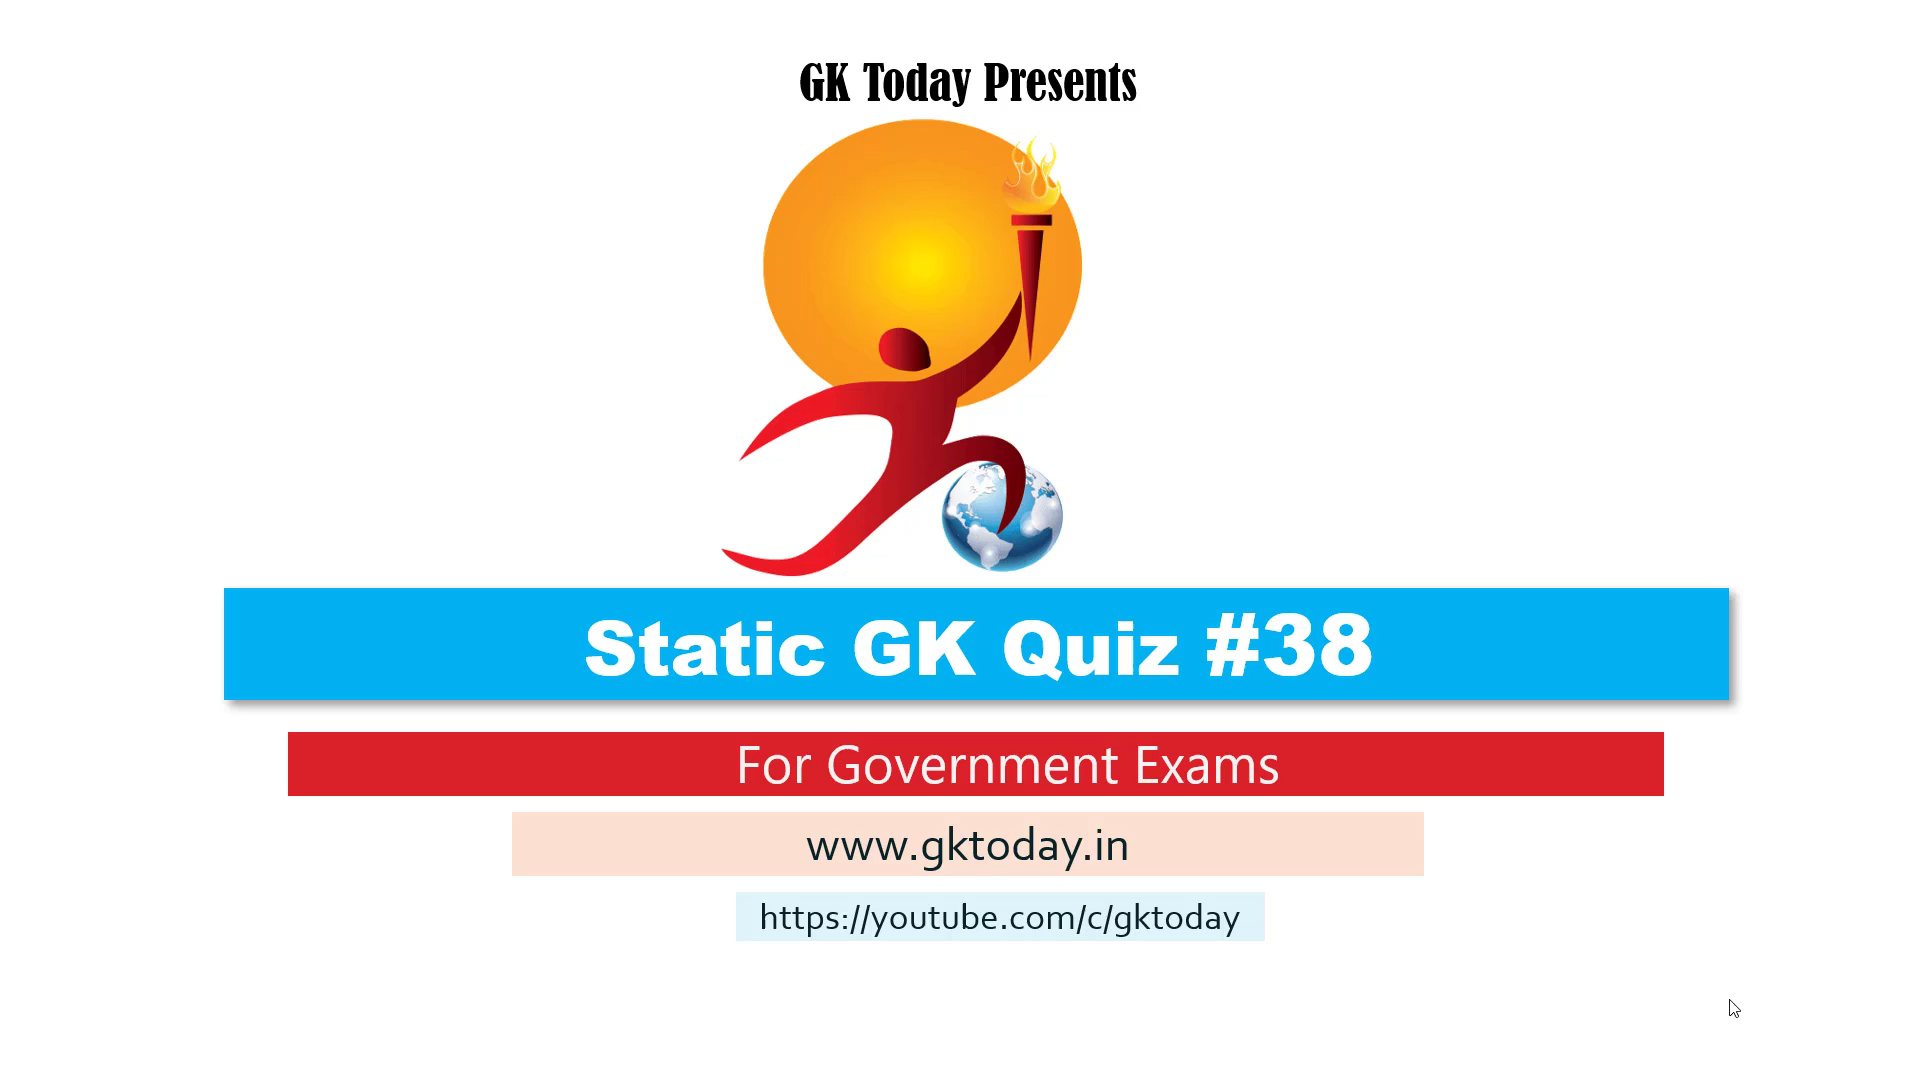 GK Today Presents
Static GK Quiz #38
For Government Exams
www.gktoday.in
https://youtube.com/c/gktoday